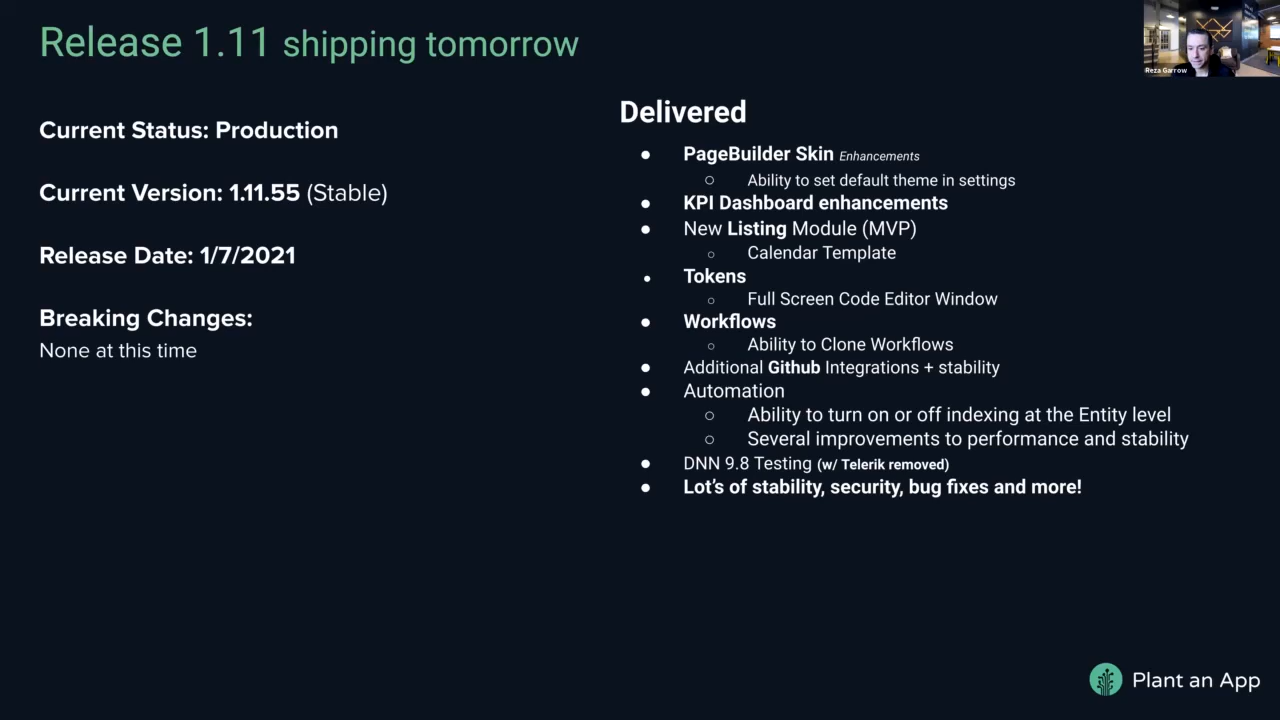 Release 1.11 shipping tomorrow
Reza Garrow
Current Status: Production
Current Version: 1.11.55 (Stable)
Release Date: 1/7/2021
Breaking Changes:
None at this time
Delivered
● PageBuilder Skin Enhancements
○ Ability to set default theme in settings
● KPI Dashboard enhancements
● New Listing Module (MVP)
○ Calendar Template
● Tokens
○ Full Screen Code Editor Window
● Workflows
○ Ability to Clone Workflows
● Additional Github Integrations + stability
● Automation
○ Ability to turn on or off indexing at the Entity level
○ Several improvements to performance and stability
● DNN 9.8 Testing (w/ Telerik removed)
● Lot's of stability, security, bug fixes and more!
Plant an App